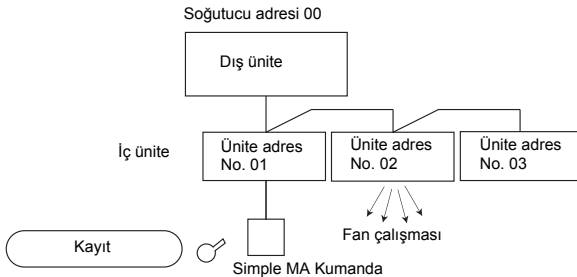 Soğutucu adresi 00
Dış ünite
İç ünite
Ünite adres
No. 01
Ünite adres
No. 02
Ünite adres
No. 03
Fan çalışması
Kayıt
Simple MA Kumanda